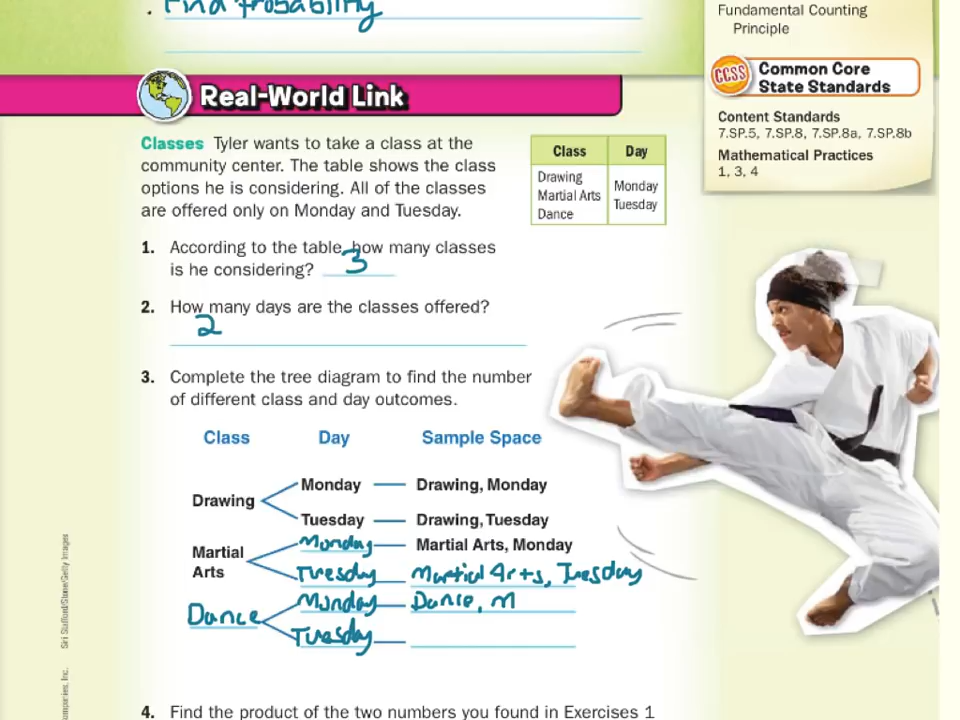 Find Probability
Fundamental Counting
Principle
CCSS Common Core
State Standards
Content Standards
7.SP.5, 7.SP.8, 7.SP.8a, 7.SP.8b
Mathematical Practices
1, 3, 4
Real-World Link
Classes Tyler wants to take a class at the
community center. The table shows the class
options he is considering. All of the classes
are offered only on Monday and Tuesday.
Class Day
Drawing
Martial Arts
Dance
Monday
Tuesday
1. According to the table, how many classes
is he considering? 3
2. How many days are the classes offered?
2
3. Complete the tree diagram to find the number
of different class and day outcomes.
Class Day Sample Space
Drawing
Monday Drawing, Monday
Tuesday Drawing, Tuesday
Martial
Arts
Monday Martial Arts, Monday
Tuesday Martial Arts, Tuesday
Dance
Monday Dance, M
Tuesday
4. Find the product of the two numbers you found in Exercises 1
Siri Stafford/Stone/Getty Images
ompanies, Inc.